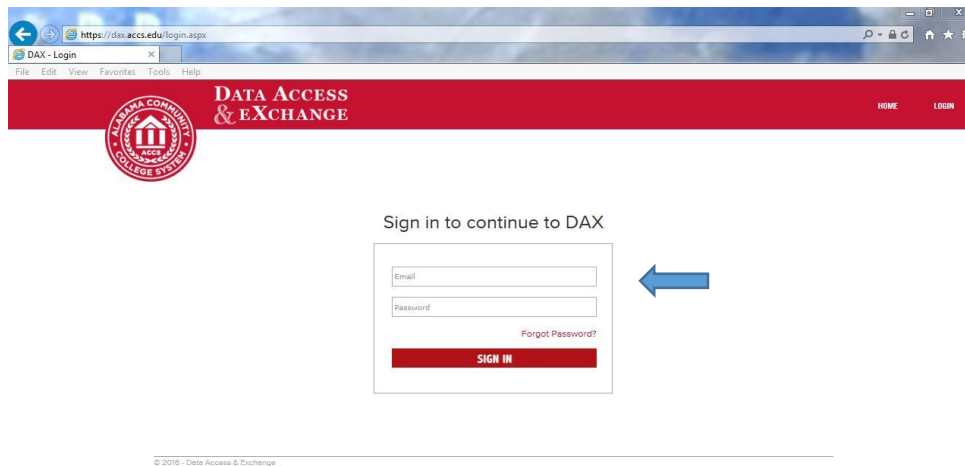 https://dax.accs.edu/login.aspx
DAX - Login
File Edit View Favorites Tools Help
ALABAMA COMMUNITY
COLLEGE SYSTEM
ACCS
DATA ACCESS
& EXCHANGE
HOME LOGIN
Sign in to continue to DAX
Email
Password
Forgot Password?
SIGN IN
© 2016 - Data Access & Exchange